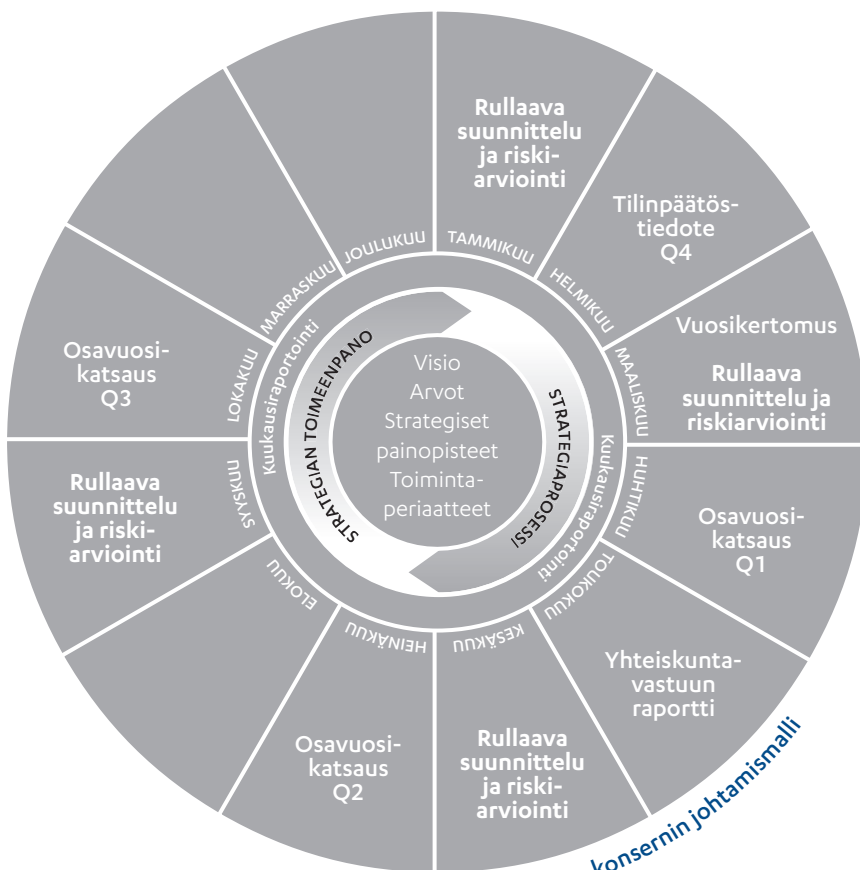 Rullaava
suunnittelu
ja riski-
arviointi
TAMMIKUU
Tilinpäätös-
tiedote
Q4
HELMIKUU
Vuosikertomus
Rullaava
suunnittelu ja
riskiarviointi
MAALISKUU
Osavuosi-
katsaus
Q1
HUHTIKUU
Yhteiskunta-
vastuun
raportti
TOUKOKUU
Rullaava
suunnittelu
ja riski-
arviointi
KESÄKUU
Osavuosi-
katsaus
Q2
HEINÄKUU
ELOKUU
Rullaava
suunnittelu
ja riski-
arviointi
SYYSKUU
Osavuosi-
katsaus
Q3
LOKAKUU
MARRASKUU
JOULUKUU
Kuukausiraportointi
Kuukausiraportointi
STRATEGIAN TOIMEENPANO
STRATEGIAPROSESSI
Visio
Arvot
Strategiset
painopisteet
Toiminta-
periaatteet
konsernin johtamismalli